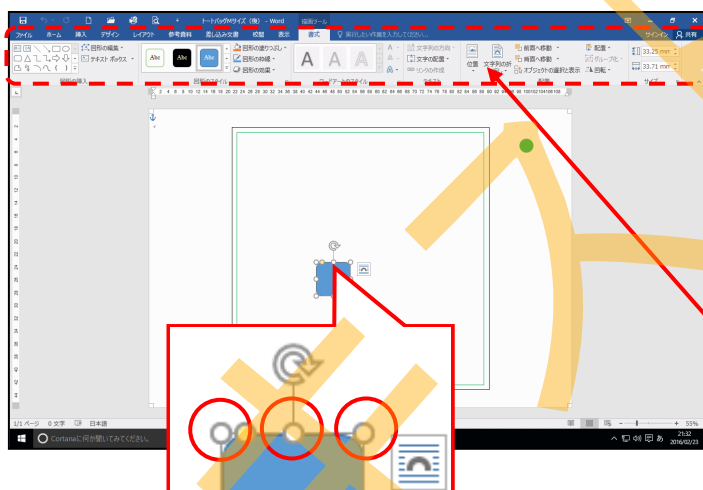 トートバッグMサイズ (横) - Word
描画ツール
ファイル ホーム 挿入 デザイン レイアウト 参考資料 差し込み文書 校閲 表示 書式 実行したい作業を入力してください... サインイン 共有
図形の編集
テキスト ボックス
図形の挿入
Abc Abc Abc
図形の塗りつぶし
図形の枠線
図形の効果
図形のスタイル
A A A
ワードアートのスタイル
文字列の方向
文字の配置
リンクの作成
テキスト
位置 文字列の折
前面へ移動
背面へ移動
オブジェクトの選択と表示
配置
グループ化
回転
配置
33.25 mm
33.71 mm
サイズ
1/1 ページ 0 文字 日本語
55%
Cortanaに何か聞いてみてください。
あ
21:32
2016/02/23